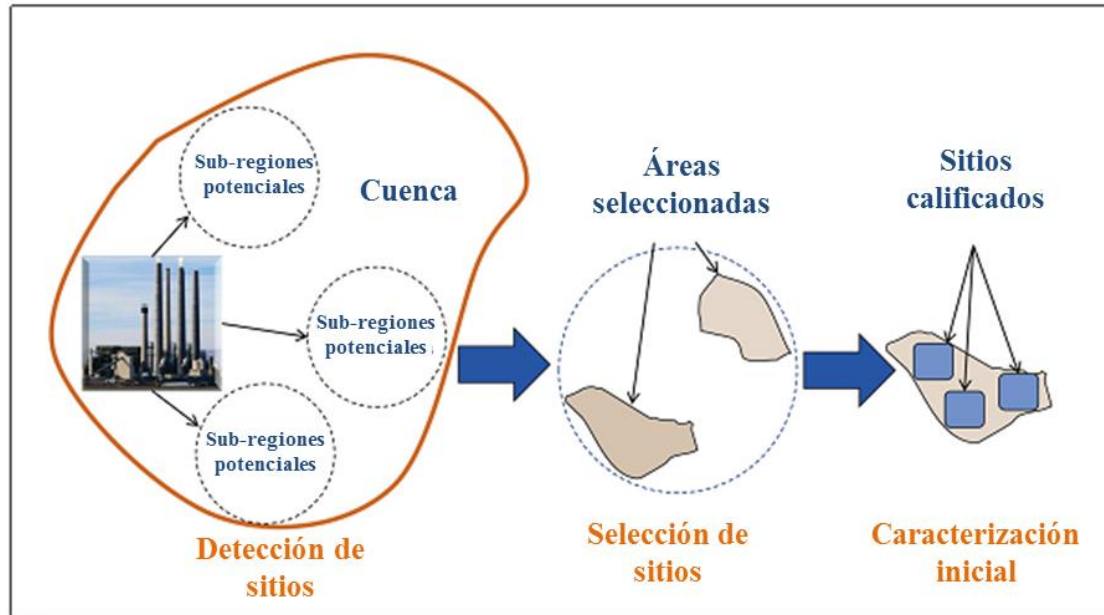 Sub-regiones
potenciales
Cuenca
Sub-regiones
potenciales
Sub-regiones
potenciales
Detección de
sitios
Áreas
seleccionadas
Selección de
sitios
Sitios
calificados
Caracterización
inicial